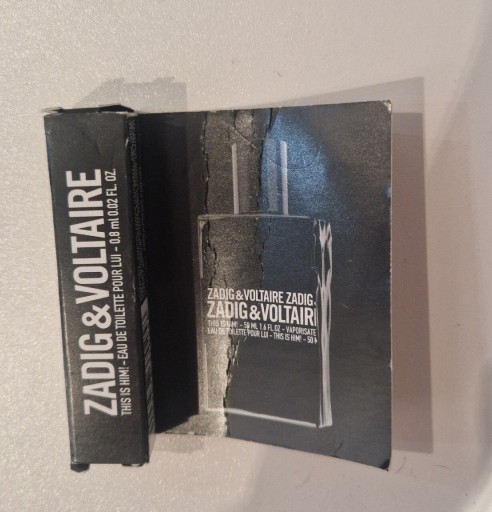 ZADIG & VOLTAIRE
THIS IS HIM! - EAU DE TOILETTE POUR LUI - 0.8 ml 0.02 FL. OZ.
ZADIG & VOLTAIRE ZADIG
ZADIG & VOLTAIR
THIS IS HIM! - 50 ML 1.6 FL.OZ - VAPORISATE
EAU DE TOILETTE POUR LUI - THIS IS HIM! - 50 M